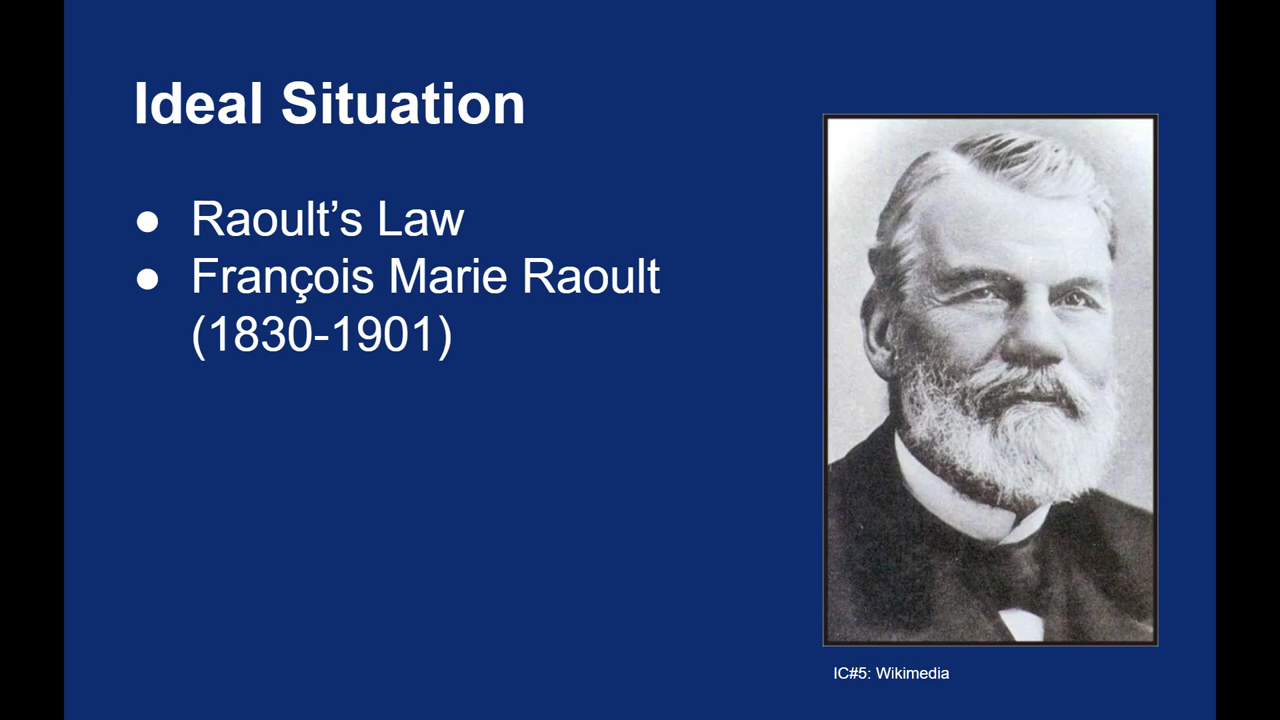 Ideal Situation
● Raoult’s Law
● François Marie Raoult
(1830-1901)
IC#5: Wikimedia